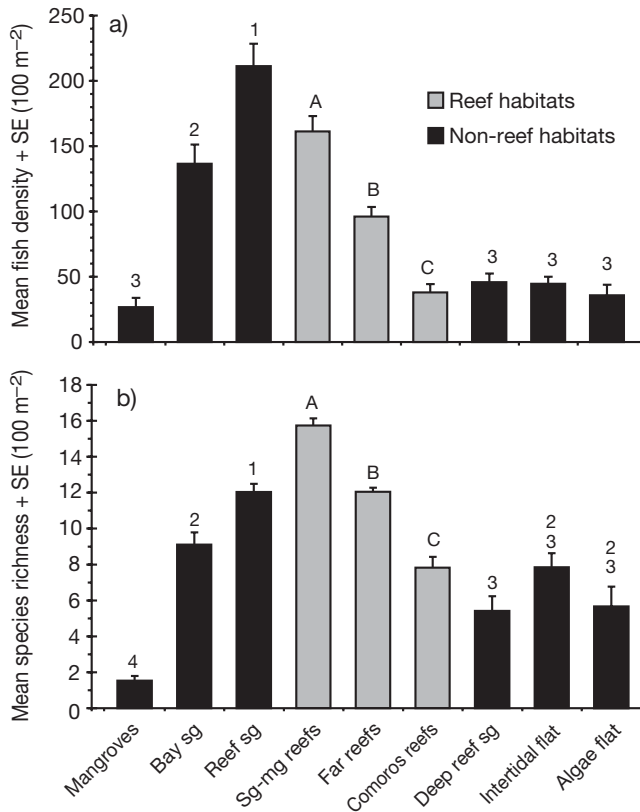 a)
Mean fish density + SE (100 m⁻²)
250
200
150
100
50
0
3
2
1
A
B
C
3
3
3
Reef habitats
Non-reef habitats
b)
Mean species richness + SE (100 m⁻²)
18
16
14
12
10
8
6
4
2
0
4
2
1
A
B
C
3
2
3
2
3
Mangroves
Bay sg
Reef sg
Sg-mg reefs
Far reefs
Comoros reefs
Deep reef sg
Intertidal flat
Algae flat